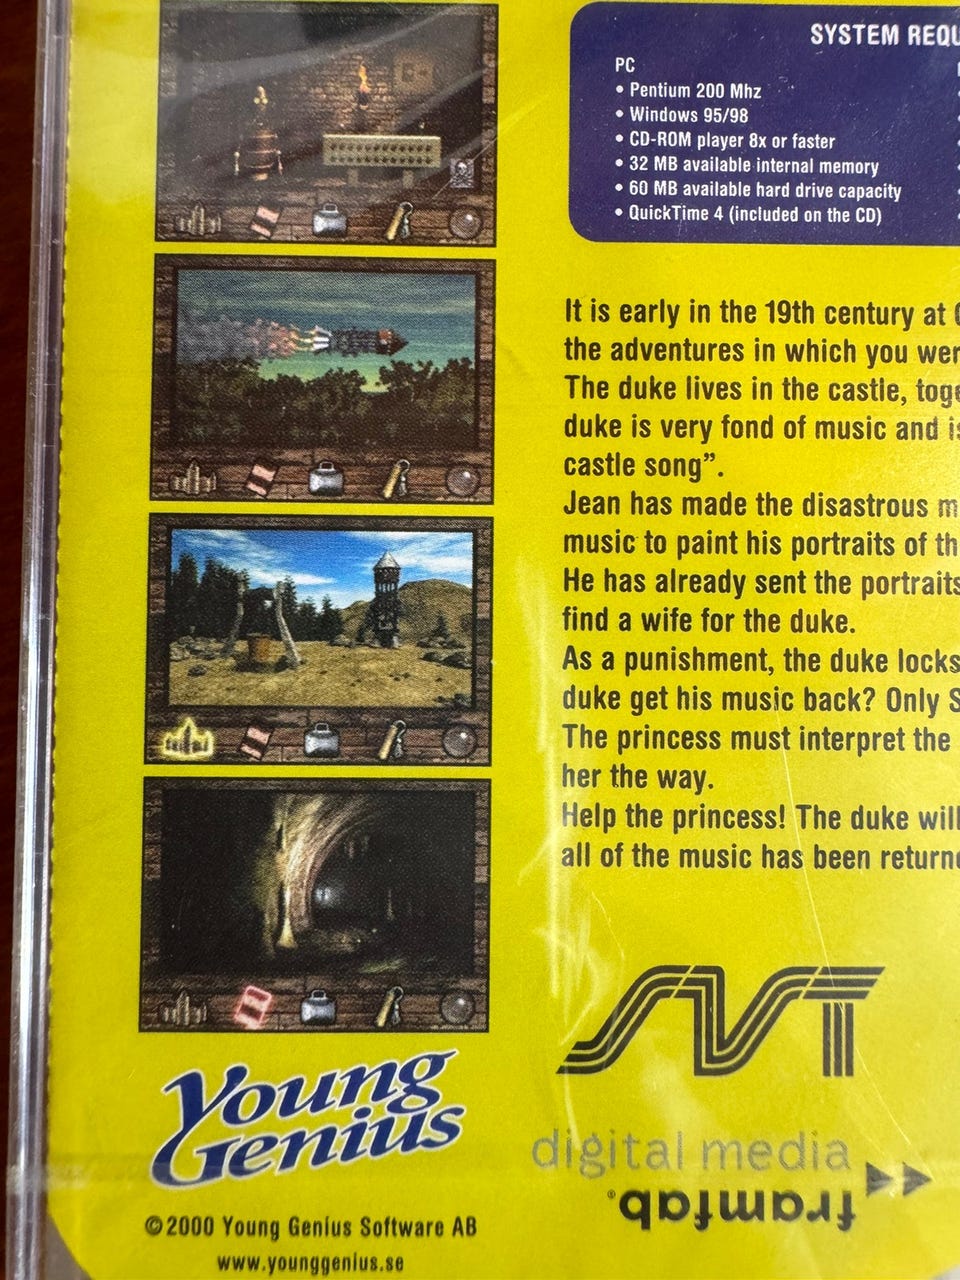 SYSTEM REQU
PC
• Pentium 200 Mhz
• Windows 95/98
• CD-ROM player 8x or faster
• 32 MB available internal memory
• 60 MB available hard drive capacity
• QuickTime 4 (included on the CD)
It is early in the 19th century at
the adventures in which you wer
The duke lives in the castle, toge
duke is very fond of music and is
castle song”.
Jean has made the disastrous m
music to paint his portraits of th
He has already sent the portraits
find a wife for the duke.
As a punishment, the duke locks
duke get his music back? Only S
The princess must interpret the
her the way.
Help the princess! The duke will
all of the music has been returne
SVT
digital media
framfab®
Young
Genius
©2000 Young Genius Software AB
www.younggenius.se